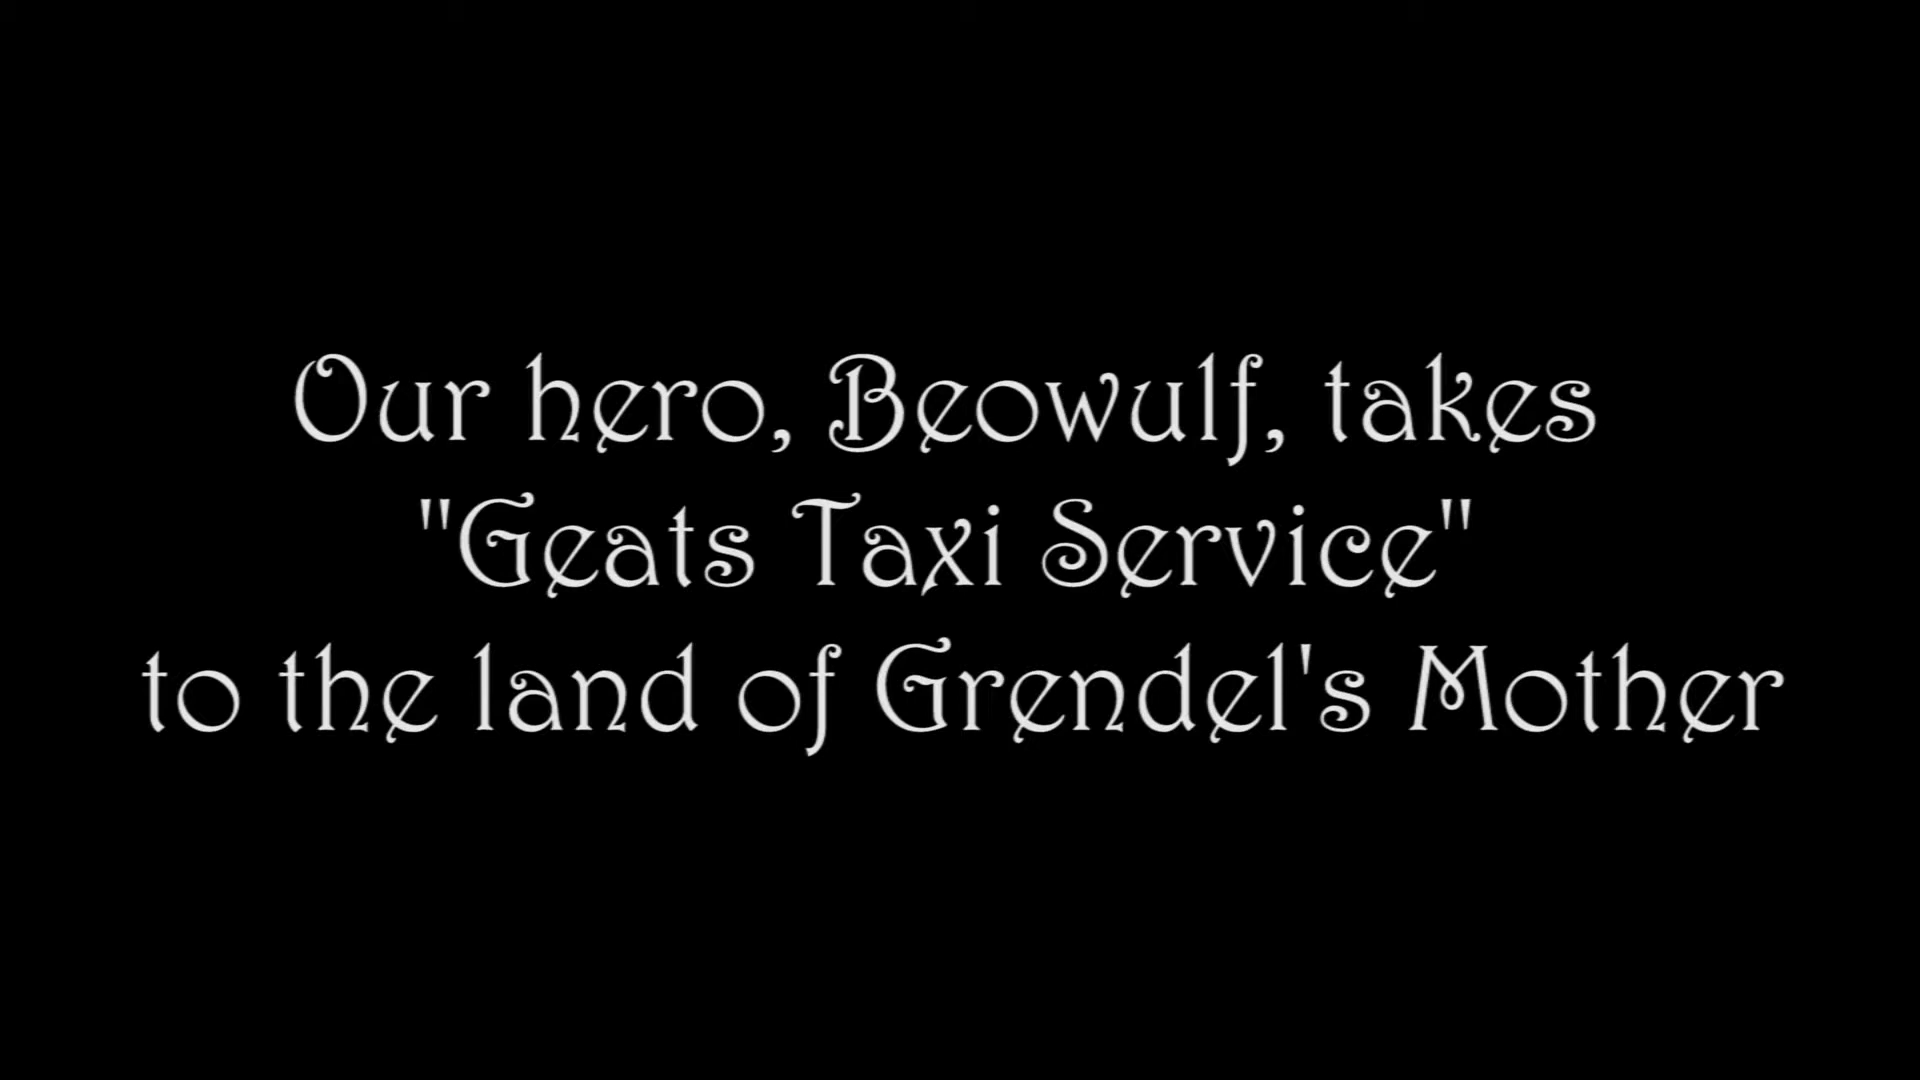 Our hero, Beowulf, takes
"Geats Taxi Service"
to the land of Grendel's Mother